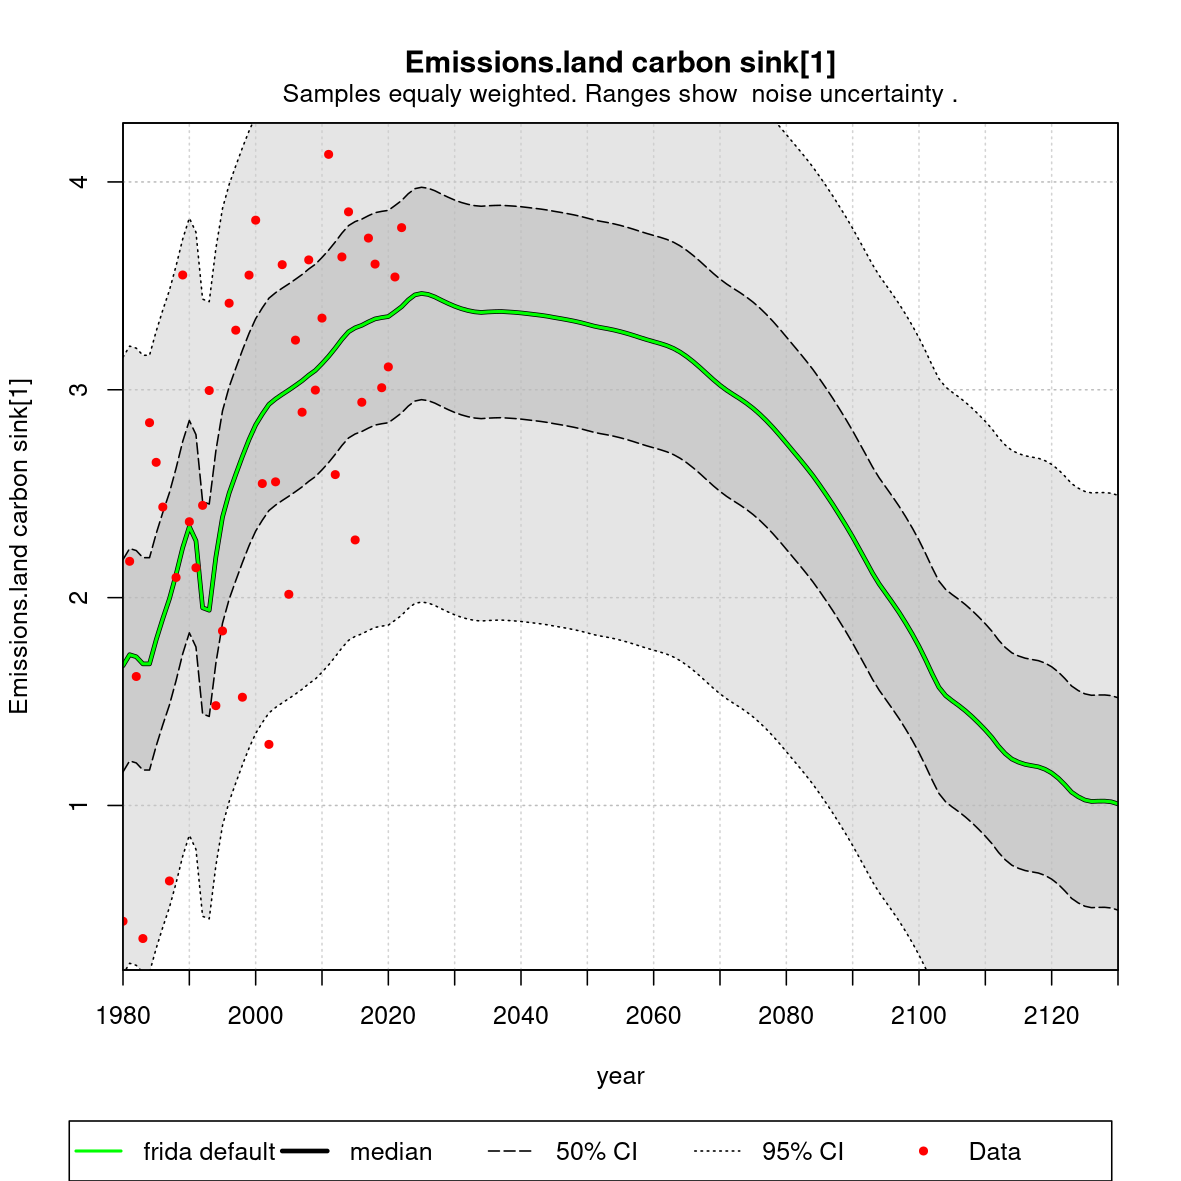 Emissions.land carbon sink[1]
Samples equaly weighted. Ranges show  noise uncertainty .
Emissions.land carbon sink[1]
4
3
2
1
1980 2000 2020 2040 2060 2080 2100 2120
year
frida default median 50% CI 95% CI Data